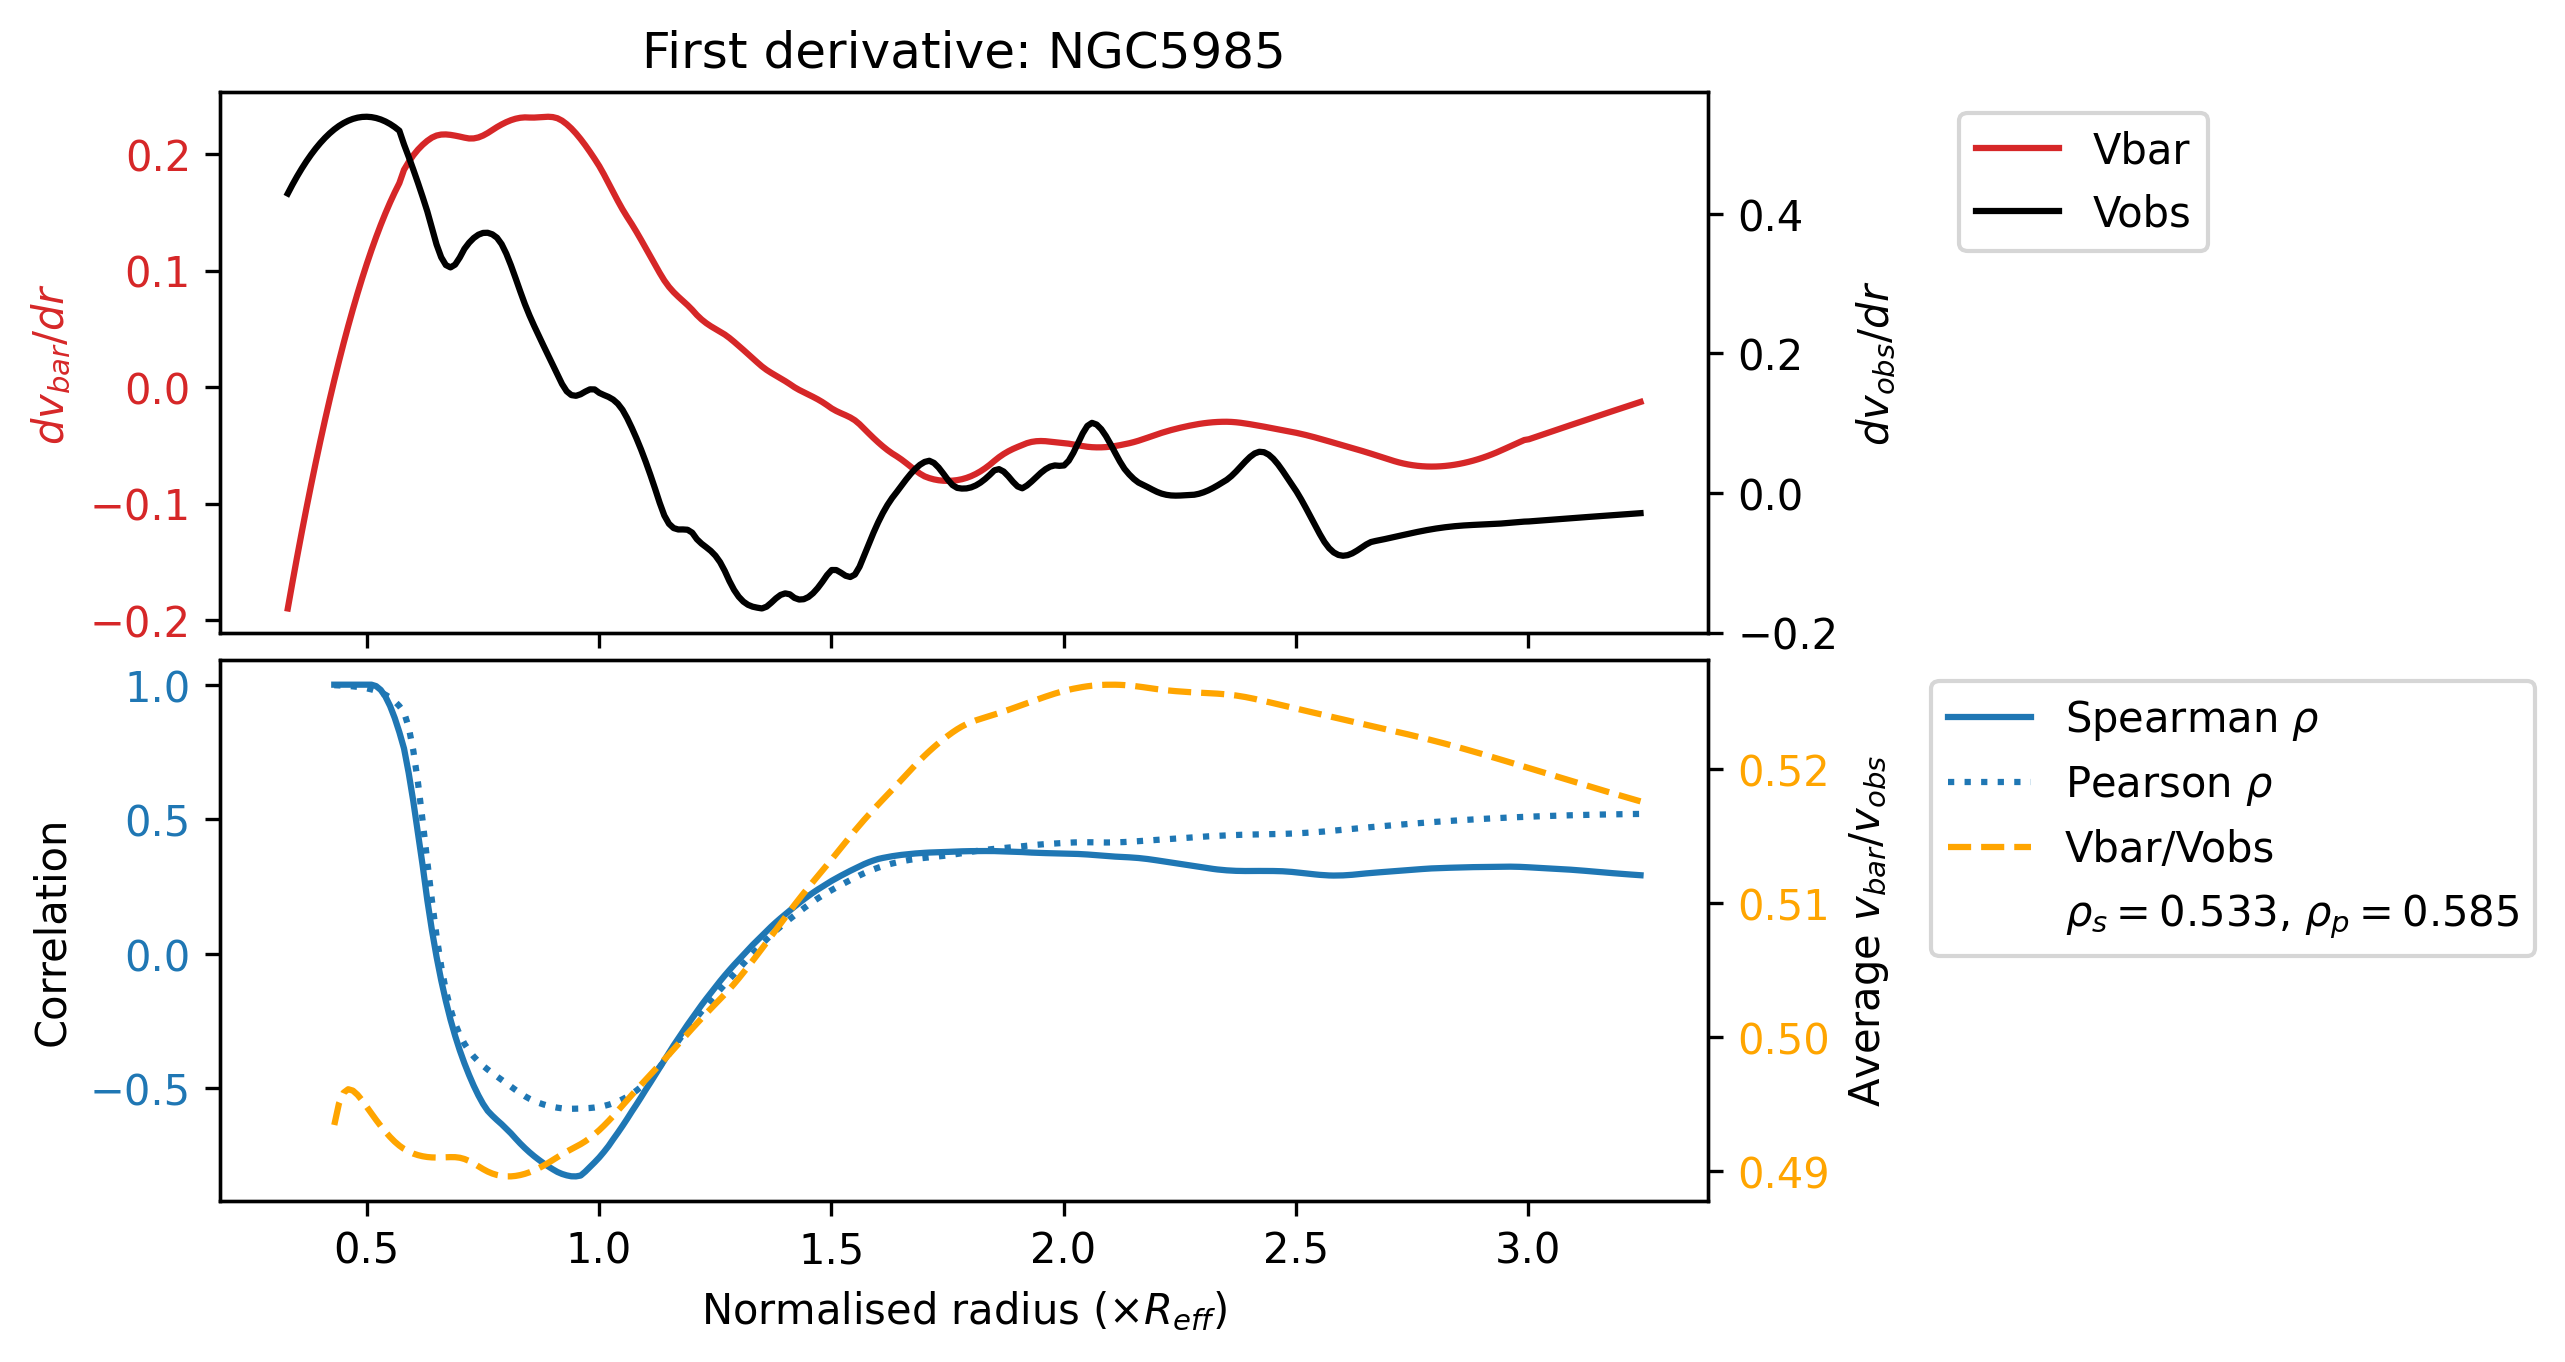 First derivative: NGC5985
0.2
0.1
0.0
−0.1
−0.2
dv_bar/dr
0.4
0.2
0.0
−0.2
dv_obs/dr
Vbar
Vobs
1.0
0.5
0.0
−0.5
Correlation
0.52
0.51
0.50
0.49
Average v_bar/v_obs
Spearman ρ
Pearson ρ
Vbar/Vobs
ρ_s = 0.533, ρ_p = 0.585
0.5 1.0 1.5 2.0 2.5 3.0
Normalised radius (×R_eff)